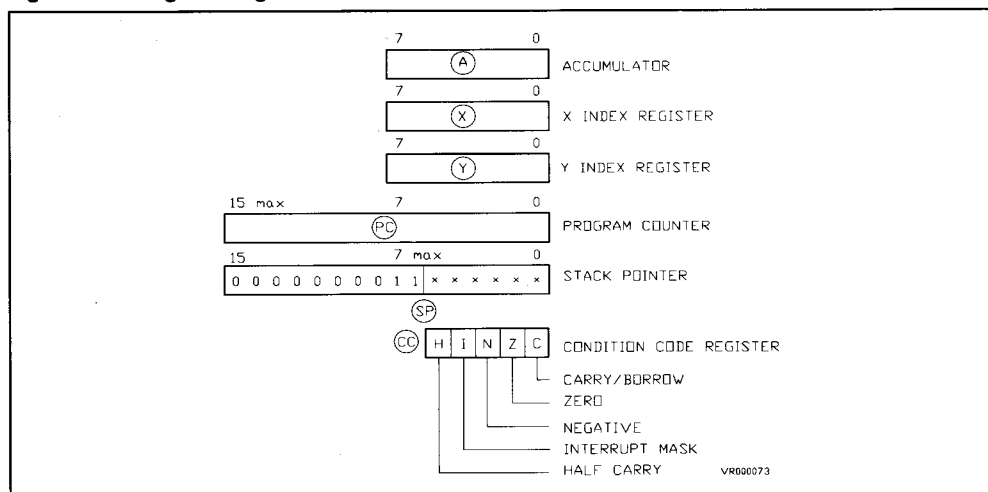 7 0
A ACCUMULATOR
7 0
X X INDEX REGISTER
7 0
Y Y INDEX REGISTER
15 max 7 0
PC PROGRAM COUNTER
15 7 max 0
0 0 0 0 0 0 0 0 1 1 × × × × × × STACK POINTER
SP
CC H I N Z C CONDITION CODE REGISTER
CARRY/BORROW
ZERO
NEGATIVE
INTERRUPT MASK
HALF CARRY VR000073